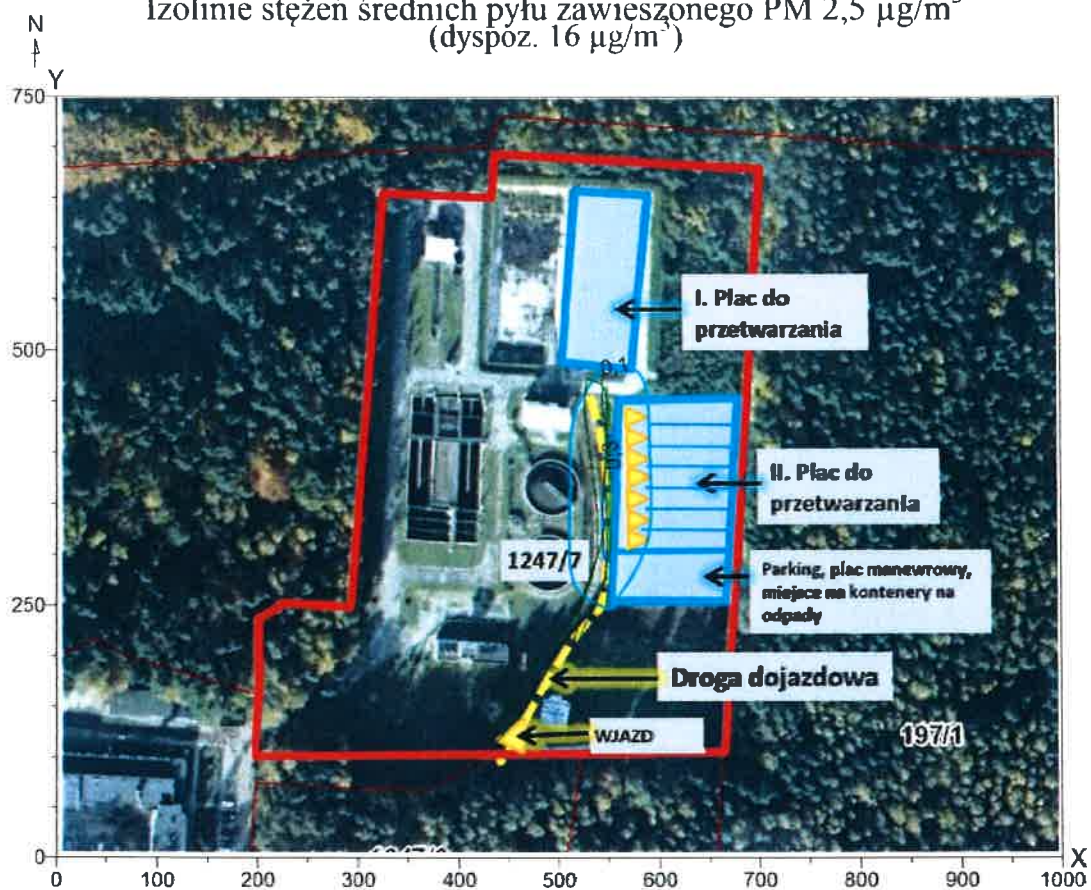 Izolinie stężeń średnich pyłu zawieszonego PM 2,5 µg/m³
(dyspoz. 16 µg/m³)
N
Y
750
500
250
0
I. Plac do
przetwarzania
0,1
II. Plac do
przetwarzania
1247/7
Parking, plac manewrowy,
miejsce na kontenery na
odpady
Droga dojazdowa
WJAZD
197/1
0 100 200 300 400 500 600 700 800 900 1000
X